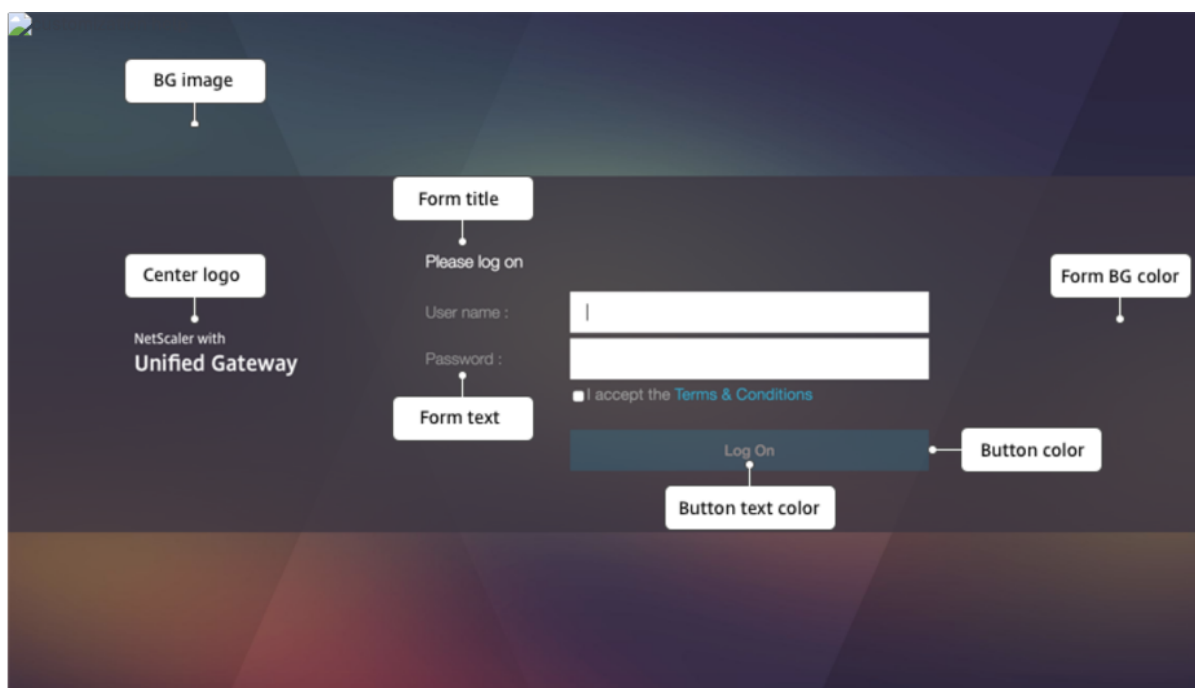 BG image
Form title
Please log on
Center logo
Form BG color
User name :
NetScaler with
Unified Gateway
Password :
I accept the Terms & Conditions
Form text
Log On
Button color
Button text color